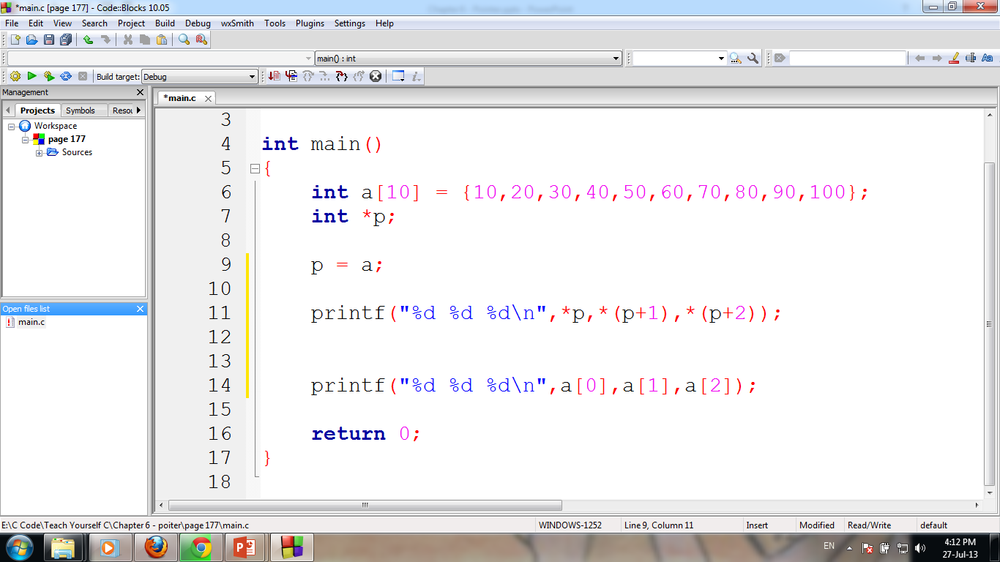 *main.c [page 177] - Code::Blocks 10.05
File Edit View Search Project Build Debug wxSmith Tools Plugins Settings Help
main() : int
Build target: Debug
Management
Projects Symbols Resou
Workspace
page 177
Sources
Open files list
main.c
*main.c
3
4 int main()
5 {
6 int a[10] = {10,20,30,40,50,60,70,80,90,100};
7 int *p;
8
9 p = a;
10
11 printf("%d %d %d\n",*p,*(p+1),*(p+2));
12
13
14 printf("%d %d %d\n",a[0],a[1],a[2]);
15
16 return 0;
17 }
18
E:\C Code\Teach Yourself C\Chapter 6 - poiter\page 177\main.c WINDOWS-1252 Line 9, Column 11 Insert Modified Read/Write default
EN 4:12 PM
27-Jul-13